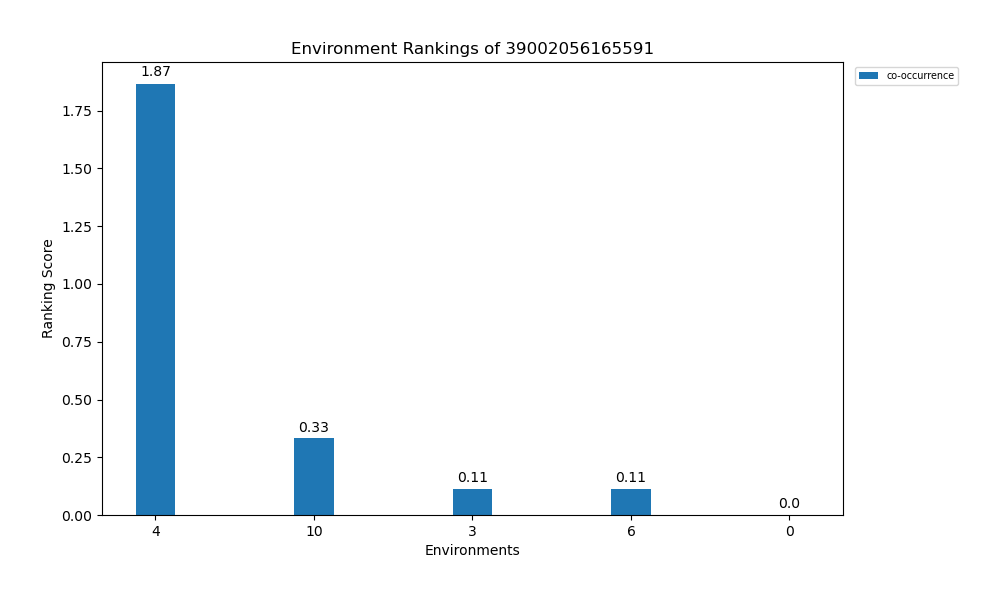 Environment Rankings of 39002056165591
co-occurrence
1.87
0.33
0.11
0.11
0.0
Ranking Score
1.75
1.50
1.25
1.00
0.75
0.50
0.25
0.00
4 10 3 6 0
Environments